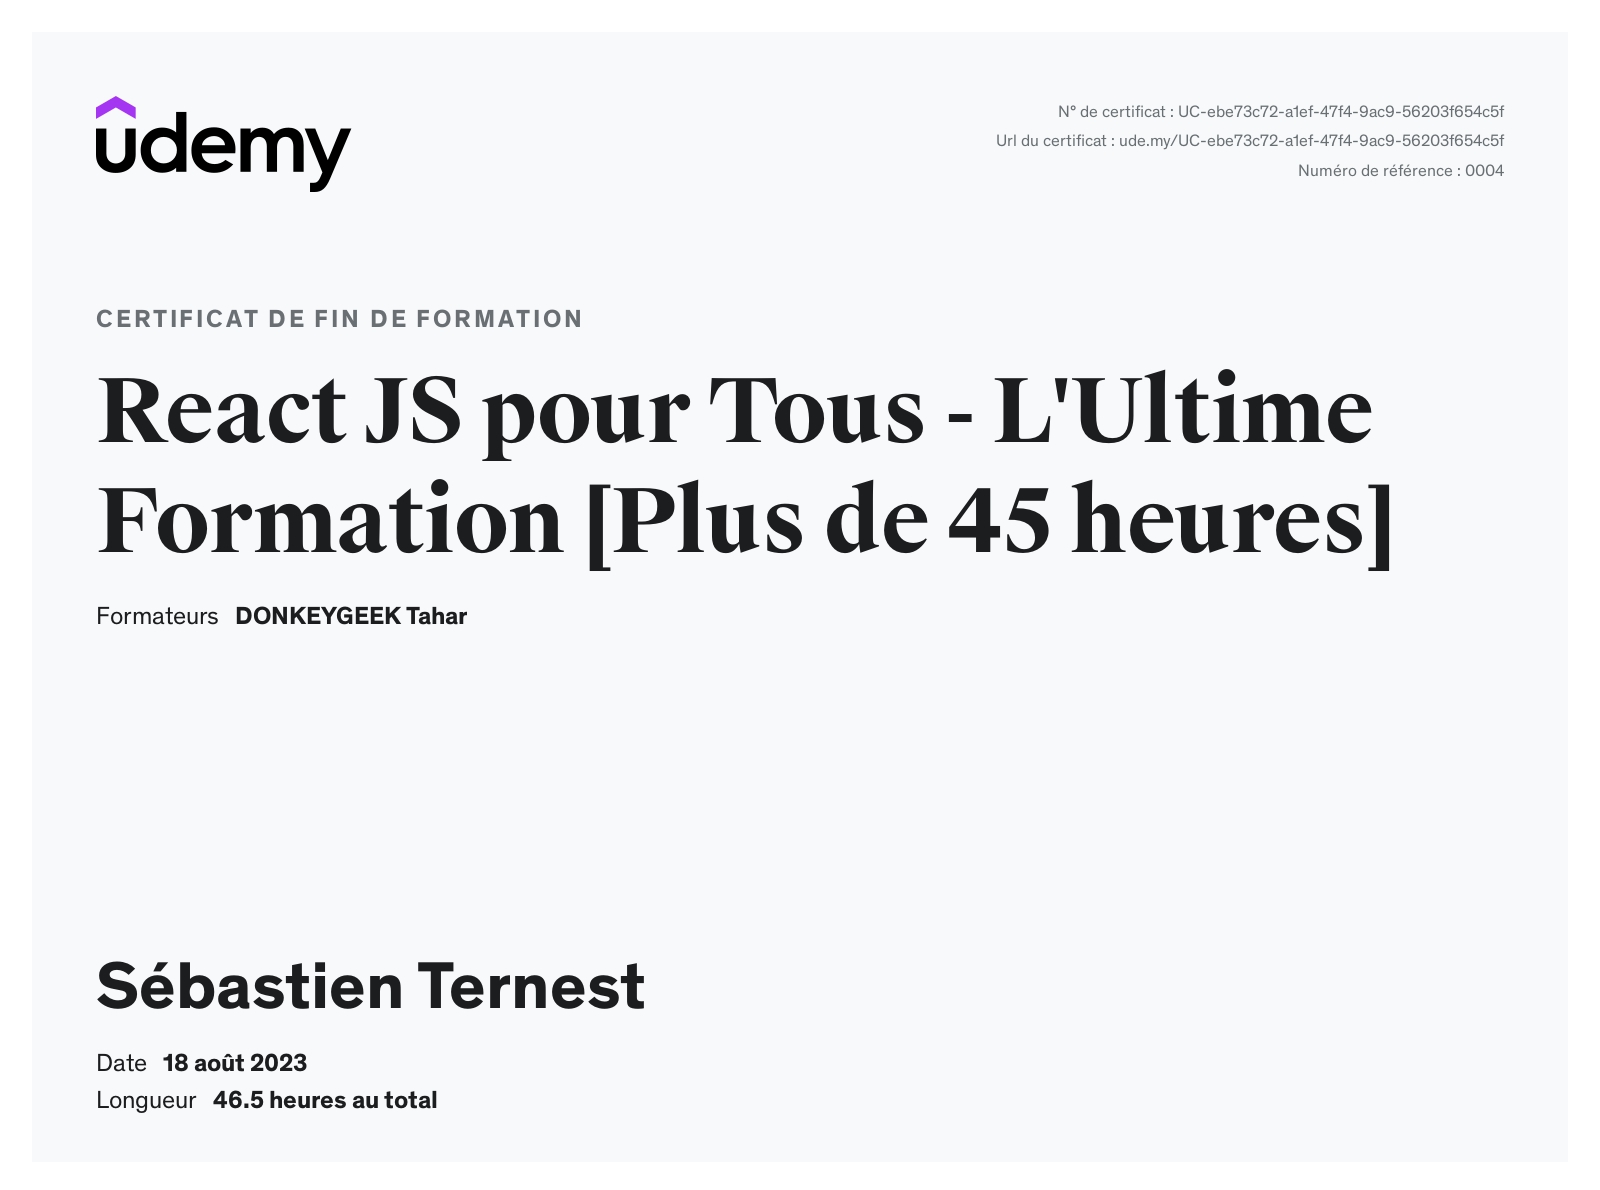 udemy
N° de certificat : UC-ebe73c72-a1ef-47f4-9ac9-56203f654c5f
Url du certificat : ude.my/UC-ebe73c72-a1ef-47f4-9ac9-56203f654c5f
Numéro de référence : 0004
CERTIFICAT DE FIN DE FORMATION
React JS pour Tous - L'Ultime
Formation [Plus de 45 heures]
Formateurs DONKEYGEEK Tahar
Sébastien Ternest
Date 18 août 2023
Longueur 46.5 heures au total